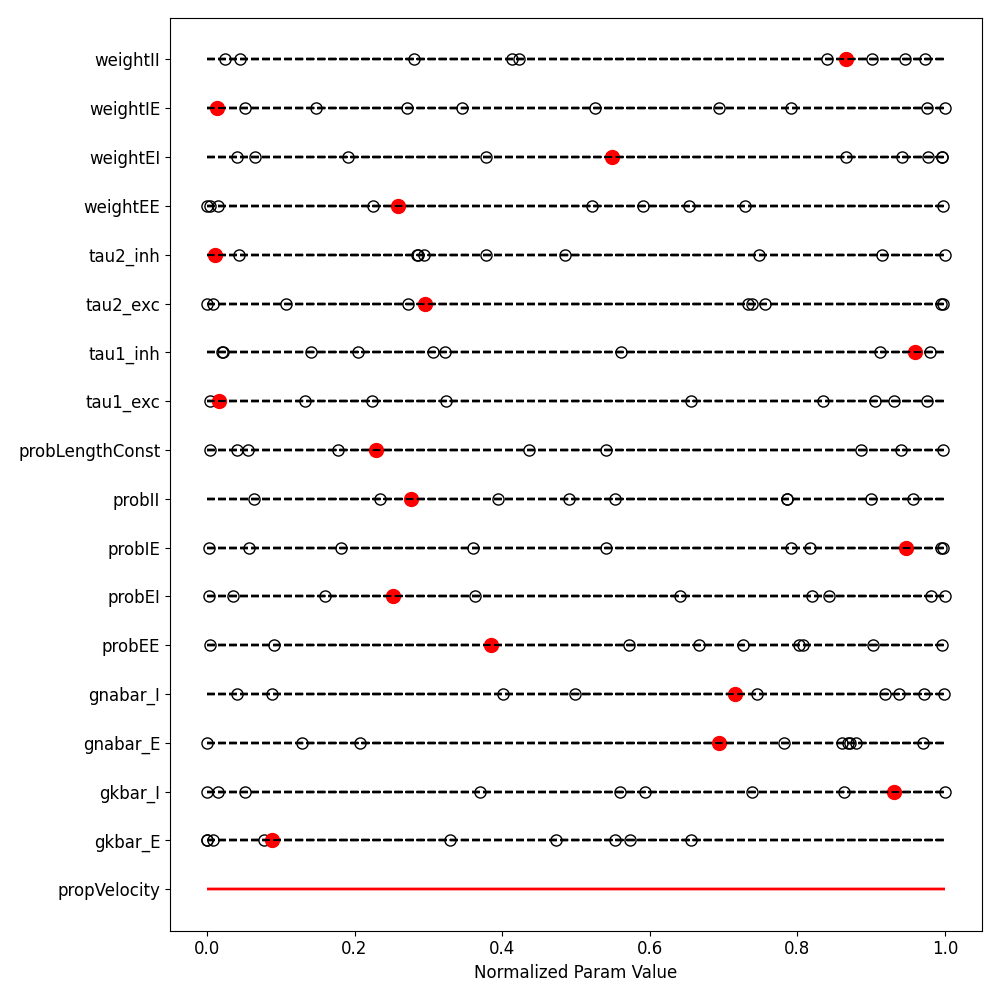 weightII
weightIE
weightEI
weightEE
tau2_inh
tau2_exc
tau1_inh
tau1_exc
probLengthConst
probII
probIE
probEI
probEE
gnabar_I
gnabar_E
gkbar_I
gkbar_E
propVelocity
0.0 0.2 0.4 0.6 0.8 1.0
Normalized Param Value